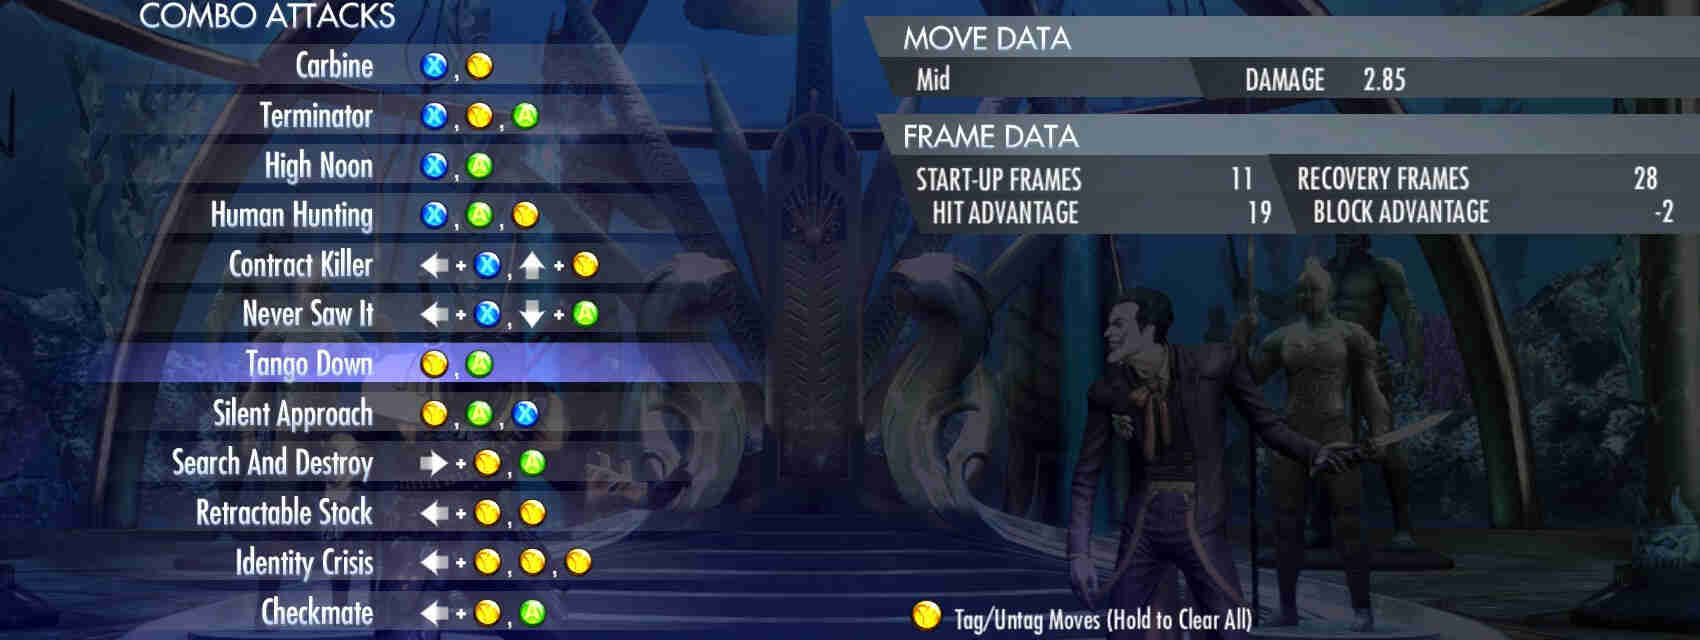 COMBO ATTACKS
Carbine X, Y
Terminator X, Y, A
High Noon X, A
Human Hunting X, A, Y
Contract Killer ← + X, ↑ + Y
Never Saw It ← + X, ↓ + A
Tango Down Y, A
Silent Approach Y, A, X
Search And Destroy → + Y, A
Retractable Stock ← + Y, Y
Identity Crisis ← + Y, Y, Y
Checkmate ← + Y, A
MOVE DATA
Mid DAMAGE 2.85
FRAME DATA
START-UP FRAMES 11 RECOVERY FRAMES 28
HIT ADVANTAGE 19 BLOCK ADVANTAGE -2
Y Tag/Untag Moves (Hold to Clear All)